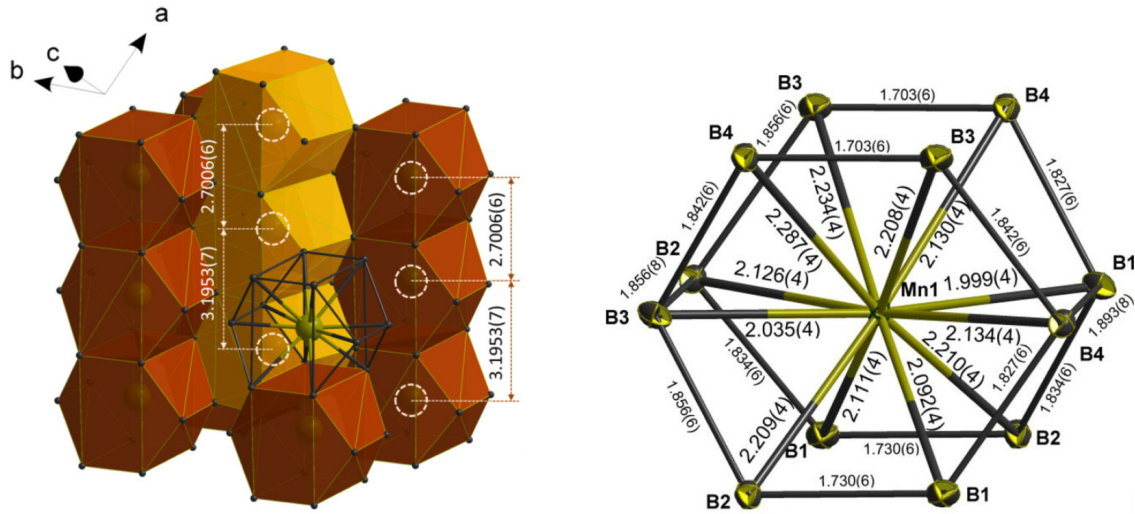 a
c
b
2.7006(6)
3.1953(7)
2.7006(6)
3.1953(7)
B3
1.703(6)
B4
1.856(6)
B4
1.703(6)
B3
1.842(6)
2.234(4)
2.287(4)
2.208(4)
2.130(4)
1.827(6)
1.842(6)
B2
2.126(4)
Mn1
1.999(4)
B1
1.856(8)
B3
2.035(4)
2.134(4)
1.893(8)
B4
1.834(6)
2.111(4)
2.092(4)
2.210(4)
1.827(6)
1.834(6)
1.856(6)
2.209(4)
B1
1.730(6)
B2
B2
1.730(6)
B1